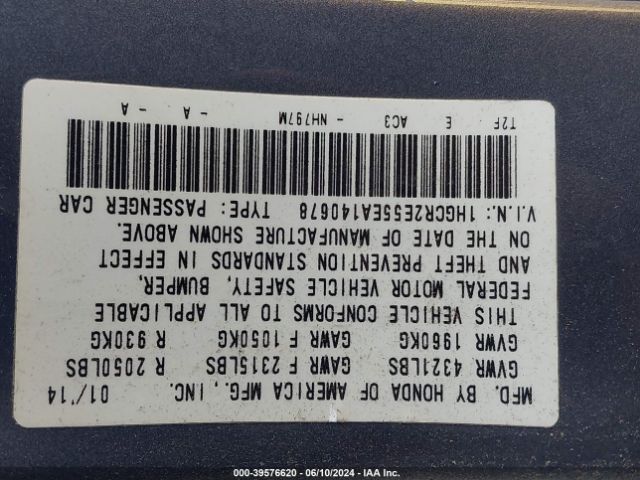 MFD. BY HONDA OF AMERICA MFG., INC. 01/'14
GVWR 4321LBS GAWR F 2315LBS R 2050LBS
GVWR 1960KG GAWR F 1050KG R 930KG
THIS VEHICLE CONFORMS TO ALL APPLICABLE
FEDERAL MOTOR VEHICLE SAFETY, BUMPER,
AND THEFT PREVENTION STANDARDS IN EFFECT
ON THE DATE OF MANUFACTURE SHOWN ABOVE.
V.I.N.: 1HGCR2E55EA140678 TYPE: PASSENGER CAR
T2F E AC3 - NH797M - A - A
000-39576620 - 06/10/2024 - IAA Inc.